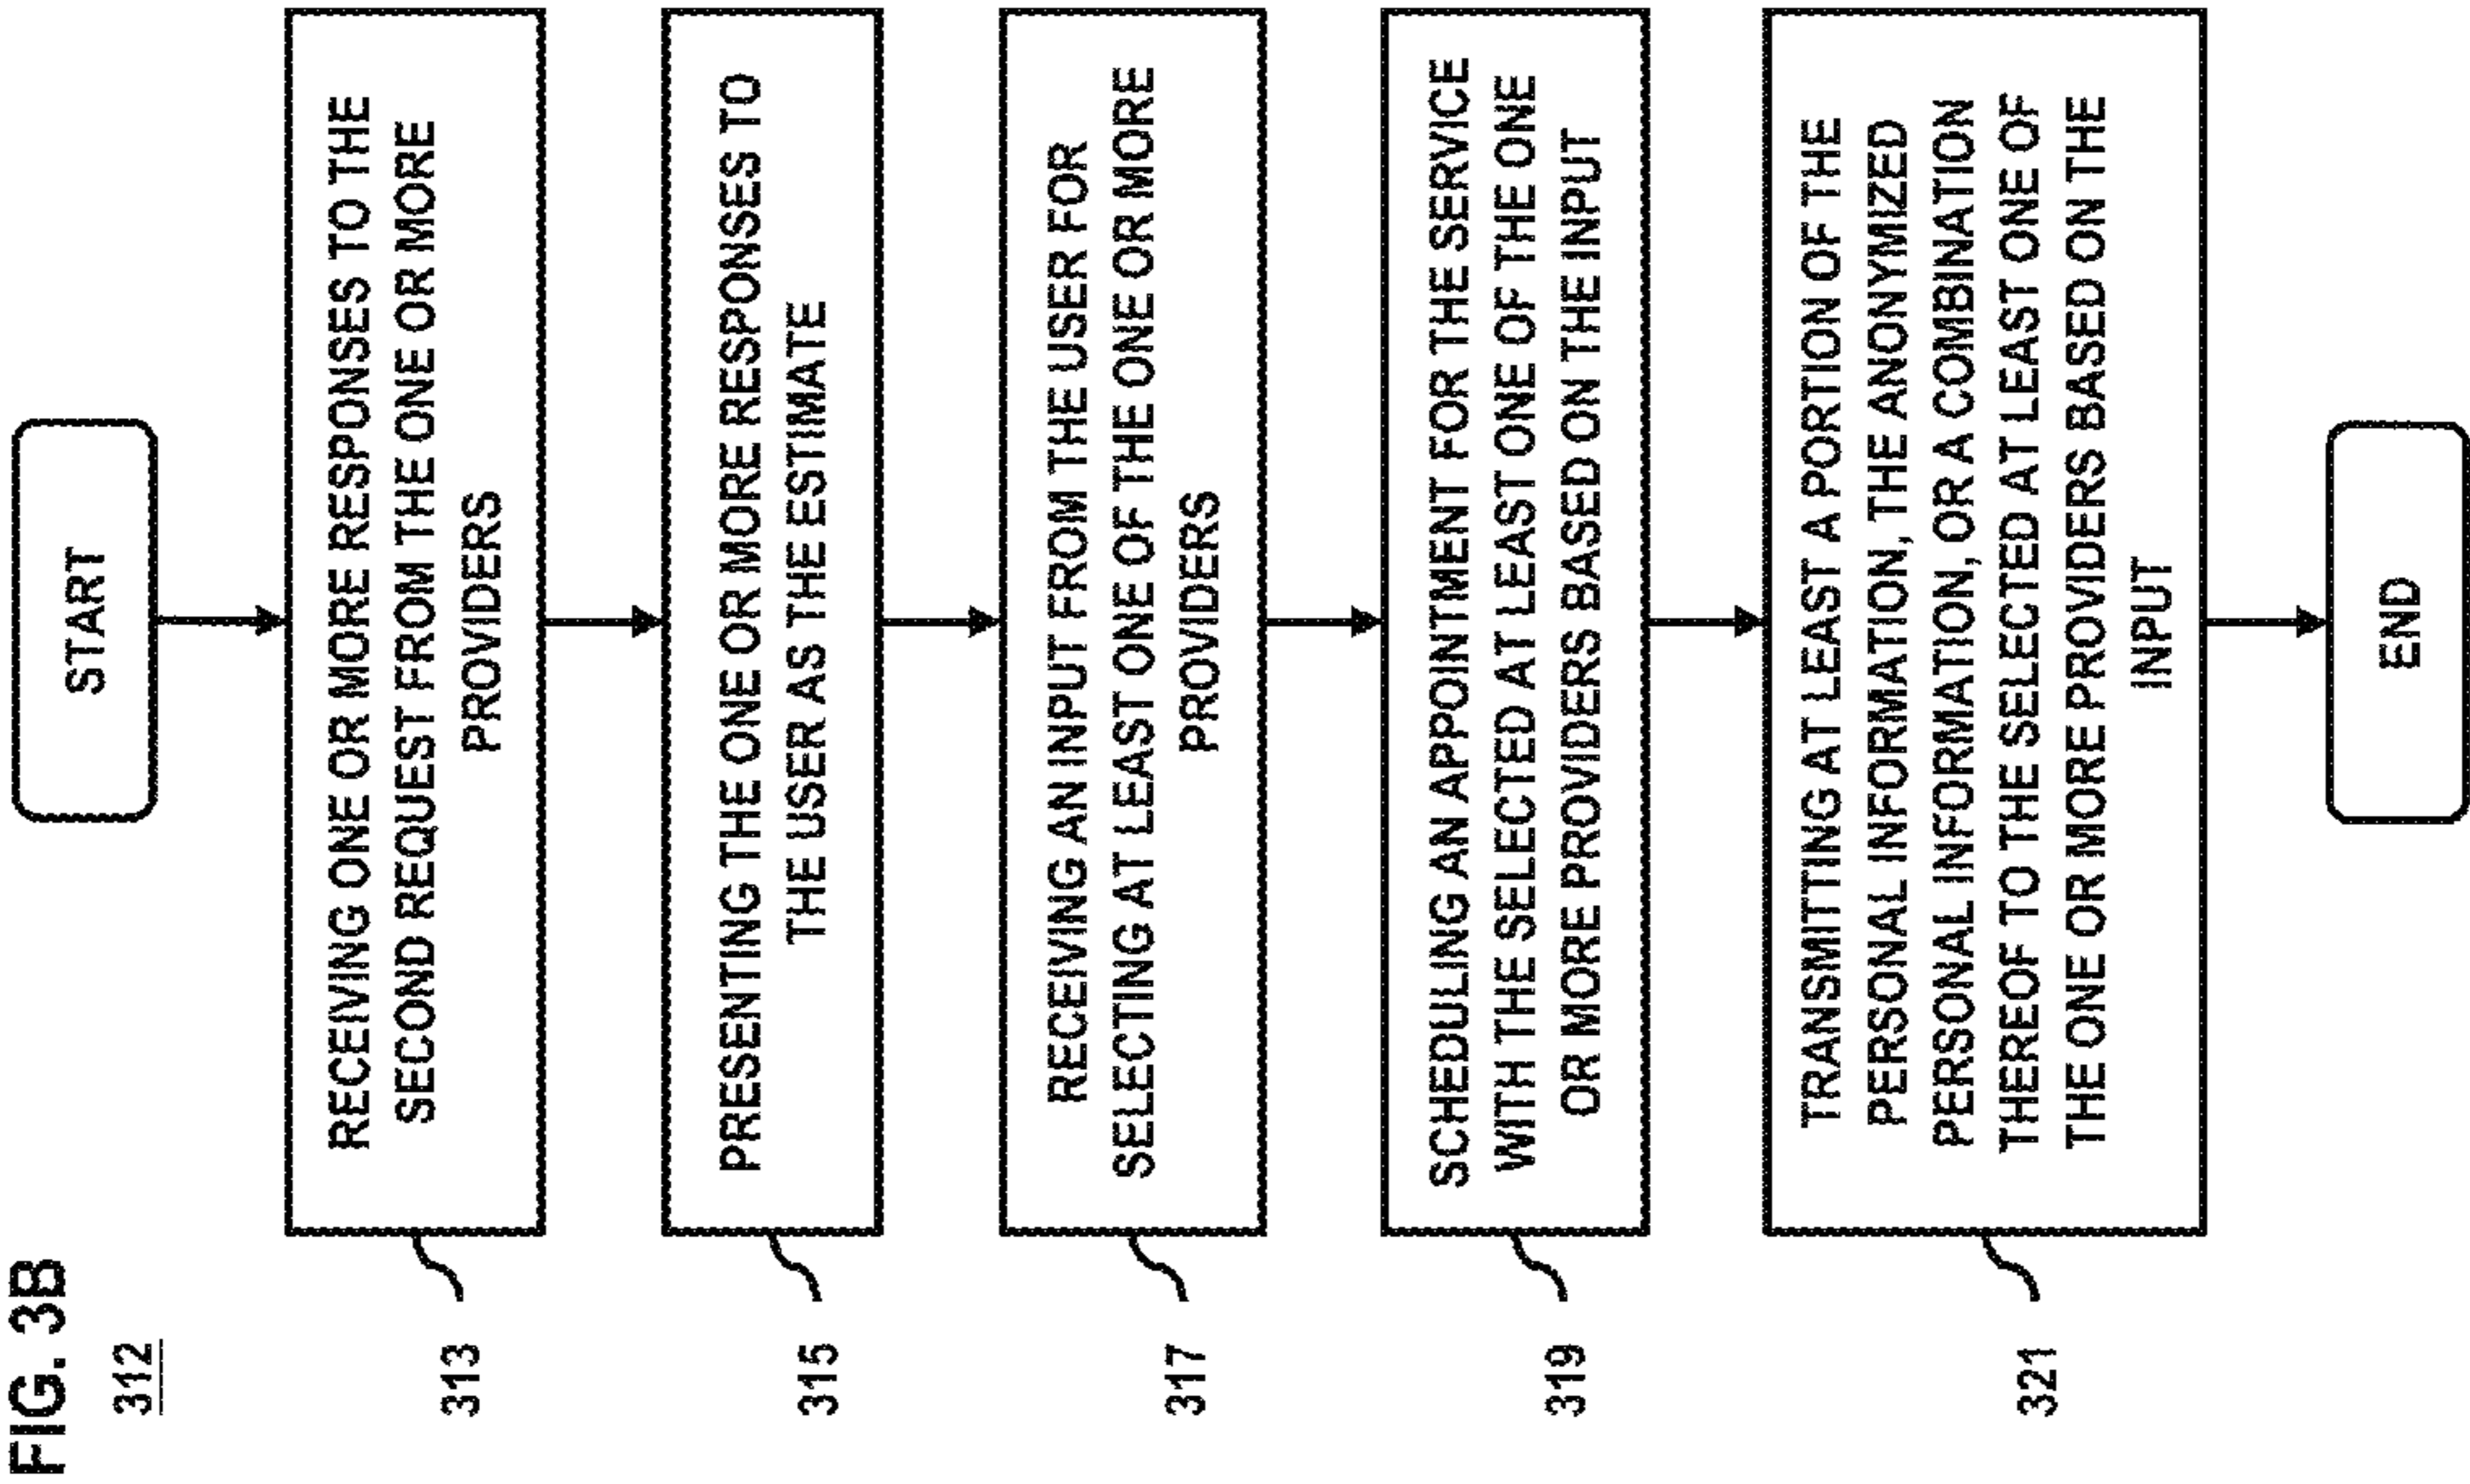 FIG. 3B
312
START
RECEIVING ONE OR MORE RESPONSES TO THE
SECOND REQUEST FROM THE ONE OR MORE
PROVIDERS
313
PRESENTING THE ONE OR MORE RESPONSES TO
THE USER AS THE ESTIMATE
315
RECEIVING AN INPUT FROM THE USER FOR
SELECTING AT LEAST ONE OF THE ONE OR MORE
PROVIDERS
317
SCHEDULING AN APPOINTMENT FOR THE SERVICE
WITH THE SELECTED AT LEAST ONE OF THE ONE
OR MORE PROVIDERS BASED ON THE INPUT
319
TRANSMITTING AT LEAST A PORTION OF THE
PERSONAL INFORMATION, THE ANONYMIZED
PERSONAL INFORMATION, OR A COMBINATION
THEREOF TO THE SELECTED AT LEAST ONE OF
THE ONE OR MORE PROVIDERS BASED ON THE
INPUT
321
END